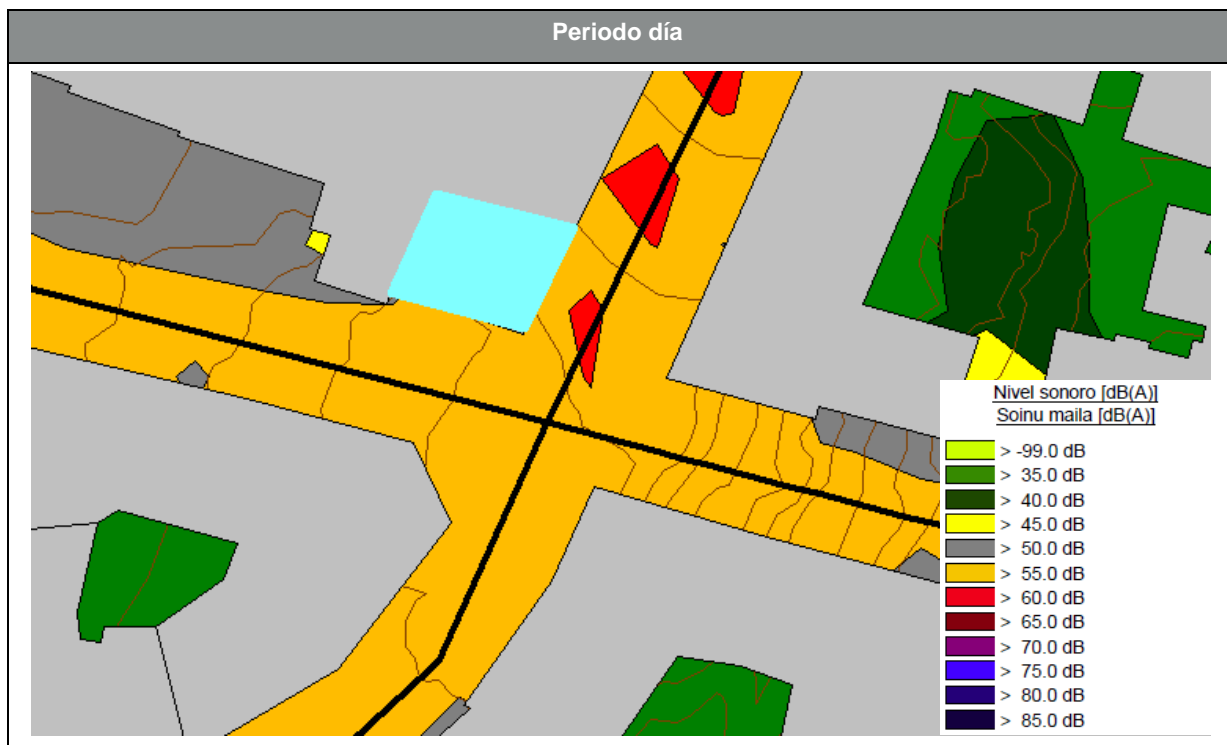 Periodo día
Nivel sonoro [dB(A)]
Soinu maila [dB(A)]
> -99.0 dB
> 35.0 dB
> 40.0 dB
> 45.0 dB
> 50.0 dB
> 55.0 dB
> 60.0 dB
> 65.0 dB
> 70.0 dB
> 75.0 dB
> 80.0 dB
> 85.0 dB